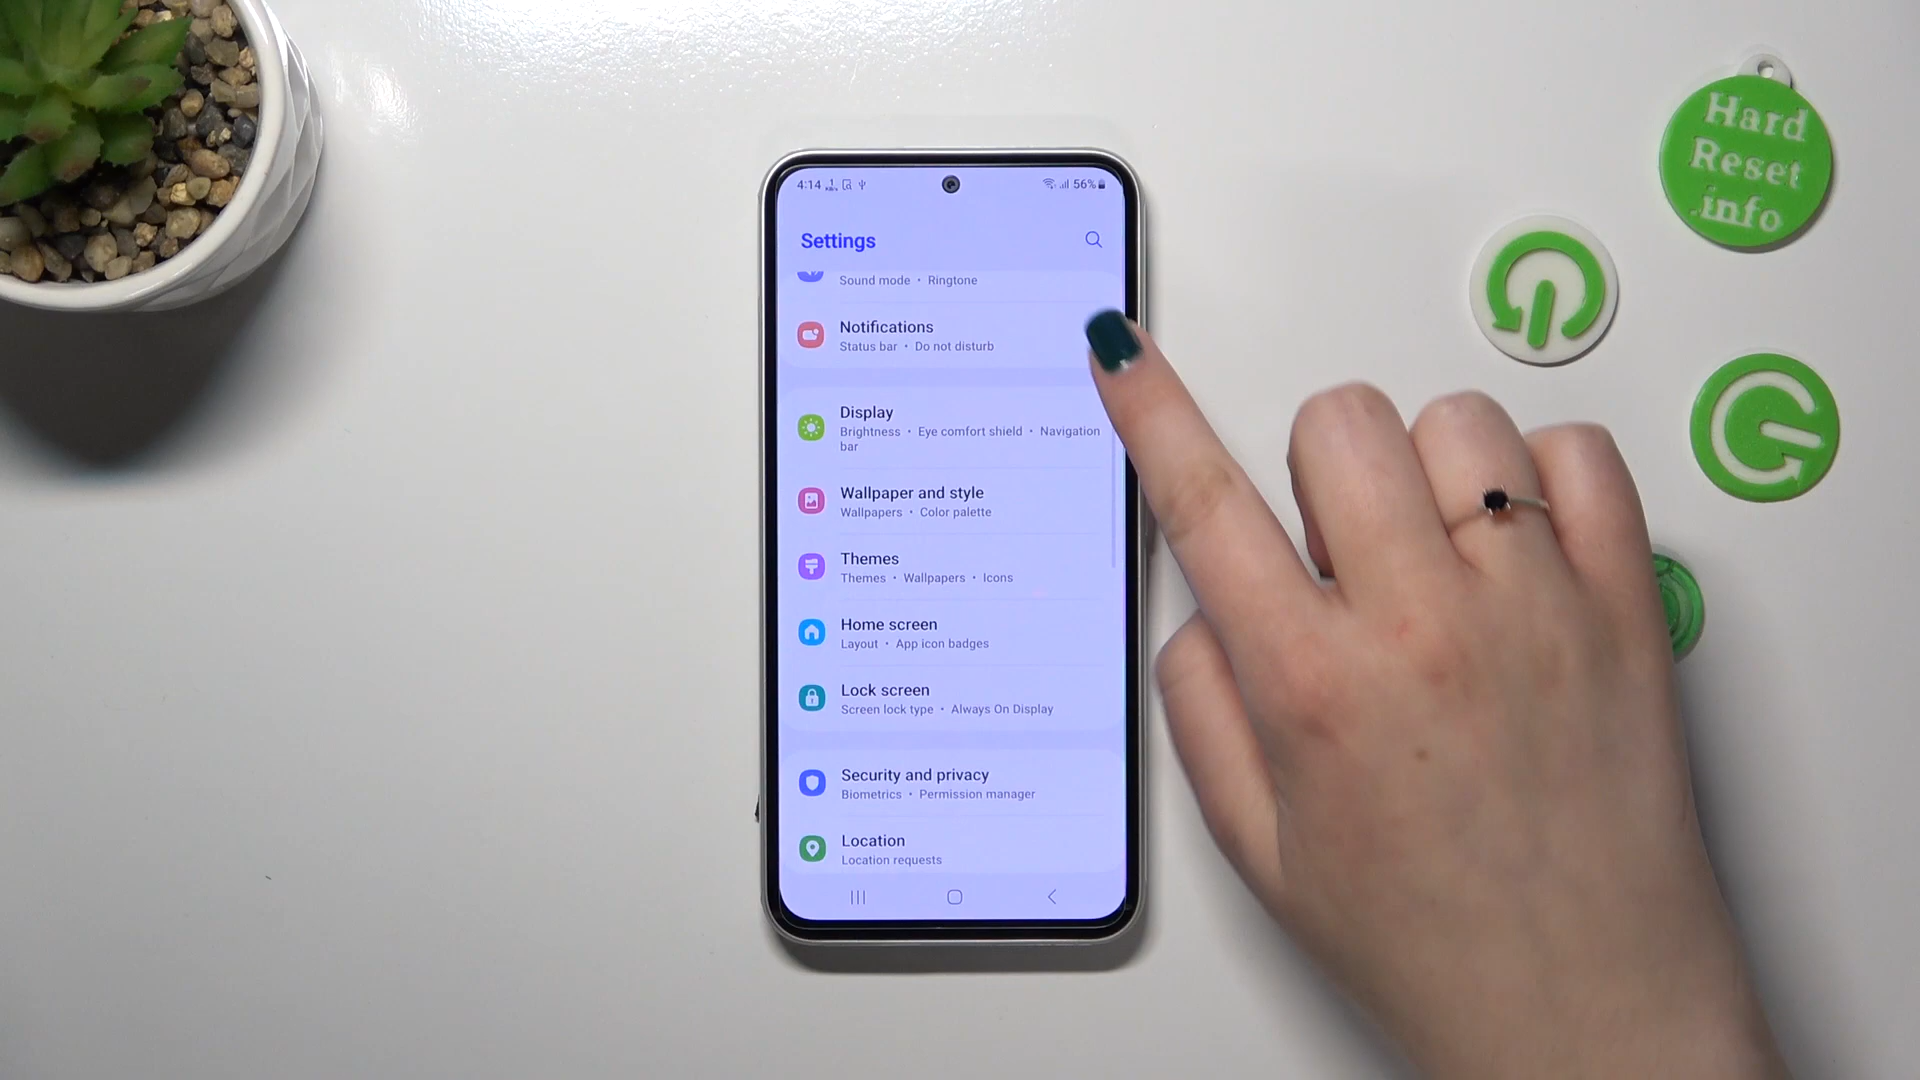 4:14
56%
Settings
Sound mode • Ringtone
Notifications
Status bar • Do not disturb
Display
Brightness • Eye comfort shield • Navigation
bar
Wallpaper and style
Wallpapers • Color palette
Themes
Themes • Wallpapers • Icons
Home screen
Layout • App icon badges
Lock screen
Screen lock type • Always On Display
Security and privacy
Biometrics • Permission manager
Location
Location requests
Hard
Reset
.info